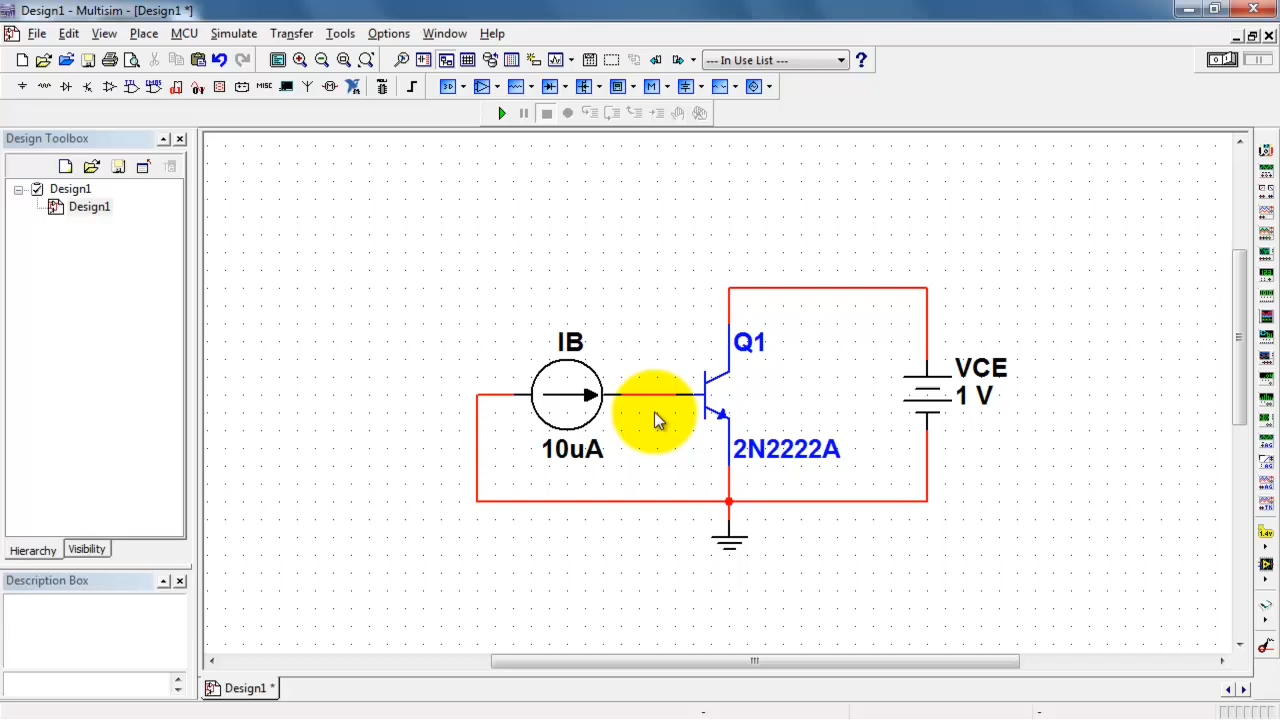 Design1 - Multisim - [Design1 *]
File Edit View Place MCU Simulate Transfer Tools Options Window Help
--- In Use List ---
Design Toolbox
Design1
Design1
Hierarchy Visibility
Description Box
IB
10uA
Q1
2N2222A
VCE
1 V
Design1 *
- -